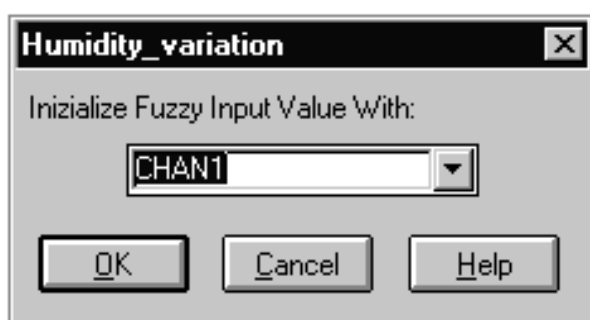 Humidity_variation
Inizialize Fuzzy Input Value With:
CHAN1
OK Cancel Help